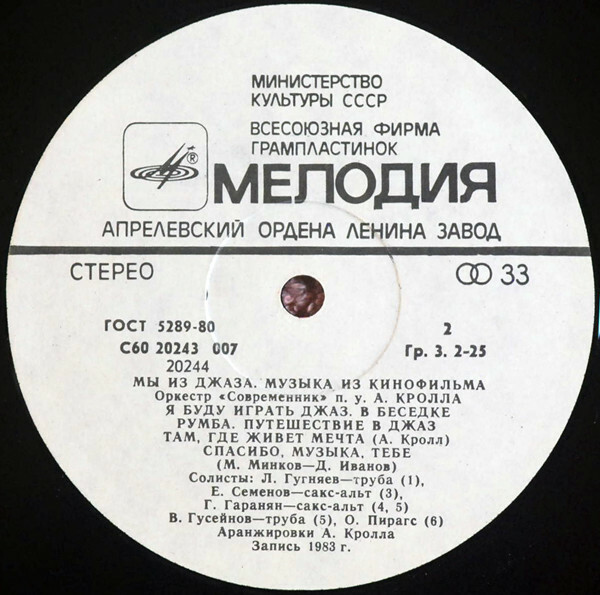 МИНИСТЕРСТВО
КУЛЬТУРЫ СССР
ВСЕСОЮЗНАЯ ФИРМА
ГРАМПЛАСТИНОК
®
МЕЛОДИЯ
АПРЕЛЕВСКИЙ ОРДЕНА ЛЕНИНА ЗАВОД
СТЕРЕО 33
ГОСТ 5289-80 2
С60 20243 007 Гр. 3. 2-25
20244
МЫ ИЗ ДЖАЗА. МУЗЫКА ИЗ КИНОФИЛЬМА
Оркестр «Современник" п. у. А. КРОЛЛА
Я БУДУ ИГРАТЬ ДЖАЗ. В БЕСЕДКЕ
РУМБА. ПУТЕШЕСТВИЕ В ДЖАЗ
ТАМ, ГДЕ ЖИВЕТ МЕЧТА (А. Кролл)
СПАСИБО, МУЗЫКА, ТЕБЕ
(М. Минков—Д. Иванов)
Солисты: Л. Гугняев—труба (1),
Е. Семенов—сакс-альт (3),
Г. Гаранян—сакс-альт (4, 5)
В. Гусейнов—труба (5), О. Пирагс (6)
Аранжировки А. Кролла
Запись 1983 г.